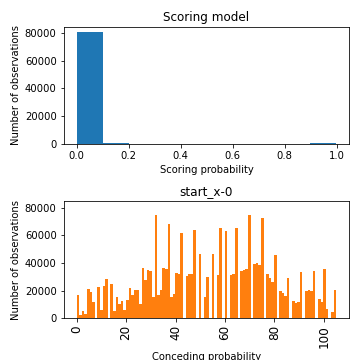 Scoring model
Number of observations
80000
60000
40000
20000
0
0.0 0.2 0.4 0.6 0.8 1.0
Scoring probability
start_x-0
Number of observations
80000
60000
40000
20000
0
0 20 40 60 80 100
Conceding probability